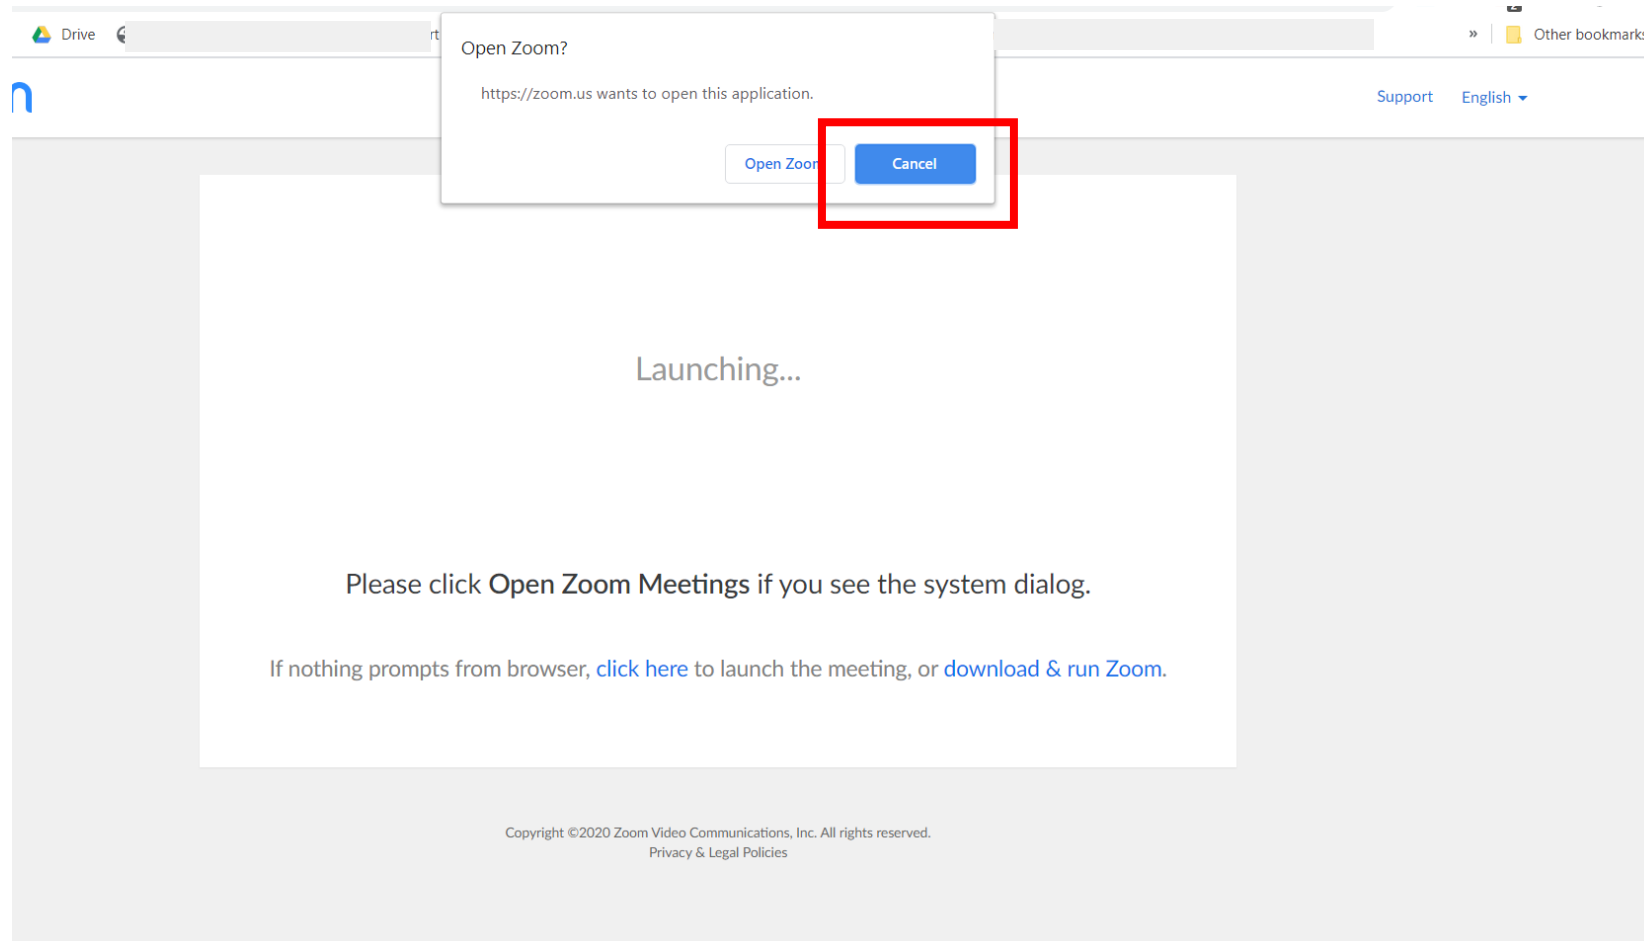 Drive
Other bookmarks
Open Zoom?
https://zoom.us wants to open this application.
Open Zoom
Cancel
Support
English
Launching...
Please click Open Zoom Meetings if you see the system dialog.
If nothing prompts from browser, click here to launch the meeting, or download & run Zoom.
Copyright ©2020 Zoom Video Communications, Inc. All rights reserved.
Privacy & Legal Policies